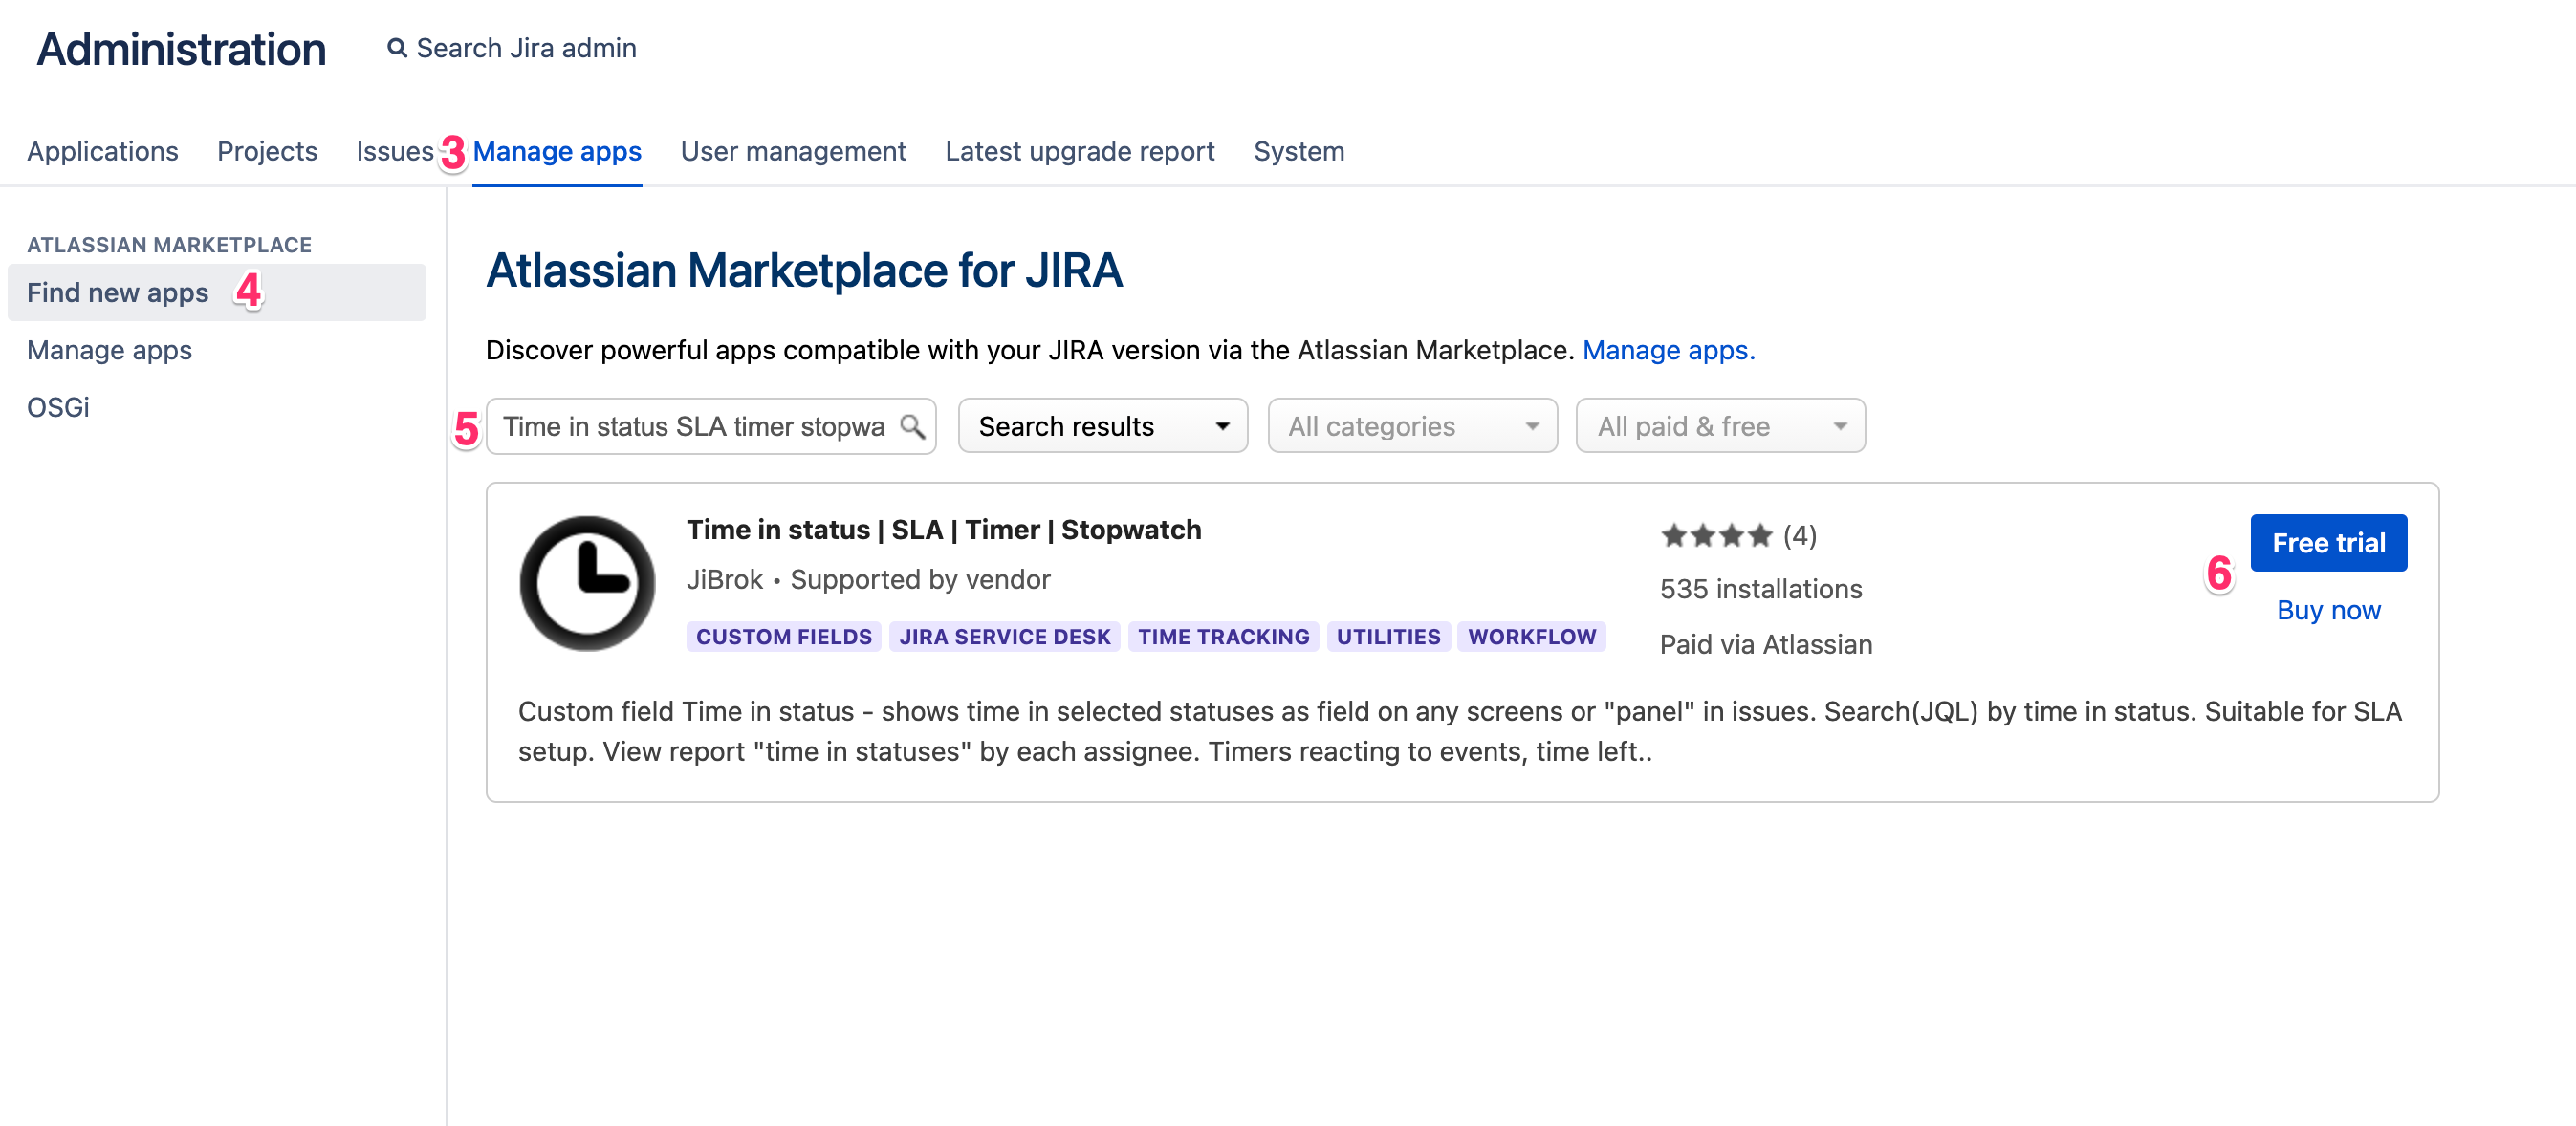 Administration
Search Jira admin
Applications Projects Issues 3 Manage apps User management Latest upgrade report System
ATLASSIAN MARKETPLACE
Find new apps 4
Manage apps
OSGi
Atlassian Marketplace for JIRA
Discover powerful apps compatible with your JIRA version via the Atlassian Marketplace. Manage apps.
5 Time in status SLA timer stopwa Search results All categories All paid & free
Time in status | SLA | Timer | Stopwatch
JiBrok • Supported by vendor
CUSTOM FIELDS JIRA SERVICE DESK TIME TRACKING UTILITIES WORKFLOW
(4)
535 installations
Paid via Atlassian
6 Free trial
Buy now
Custom field Time in status - shows time in selected statuses as field on any screens or "panel" in issues. Search(JQL) by time in status. Suitable for SLA
setup. View report "time in statuses" by each assignee. Timers reacting to events, time left..